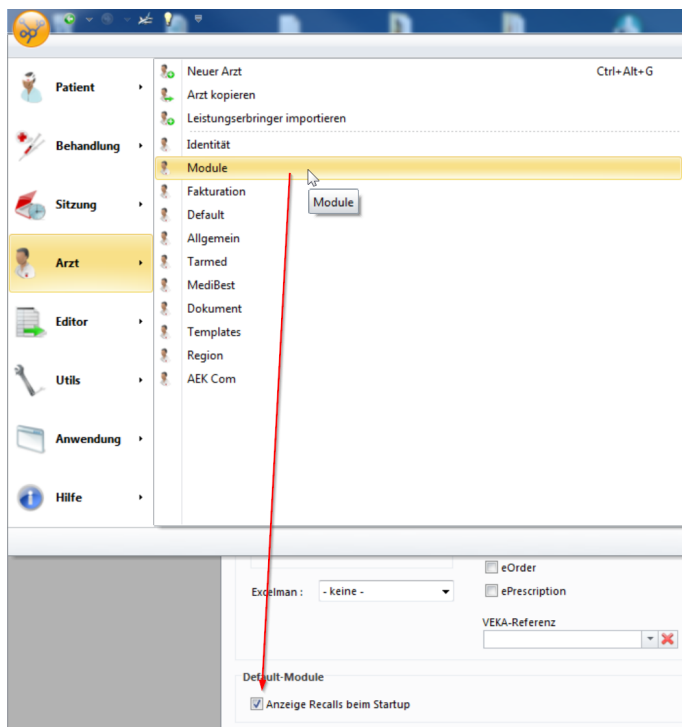 Patient
Behandlung
Sitzung
Arzt
Editor
Utils
Anwendung
Hilfe
Neuer Arzt Ctrl+Alt+G
Arzt kopieren
Leistungserbringer importieren
Identität
Module
Module
Fakturation
Default
Allgemein
Tarmed
MediBest
Dokument
Templates
Region
AEK Com
eOrder
Excelman : - keine -
ePrescription
VEKA-Referenz
Default-Module
Anzeige Recalls beim Startup